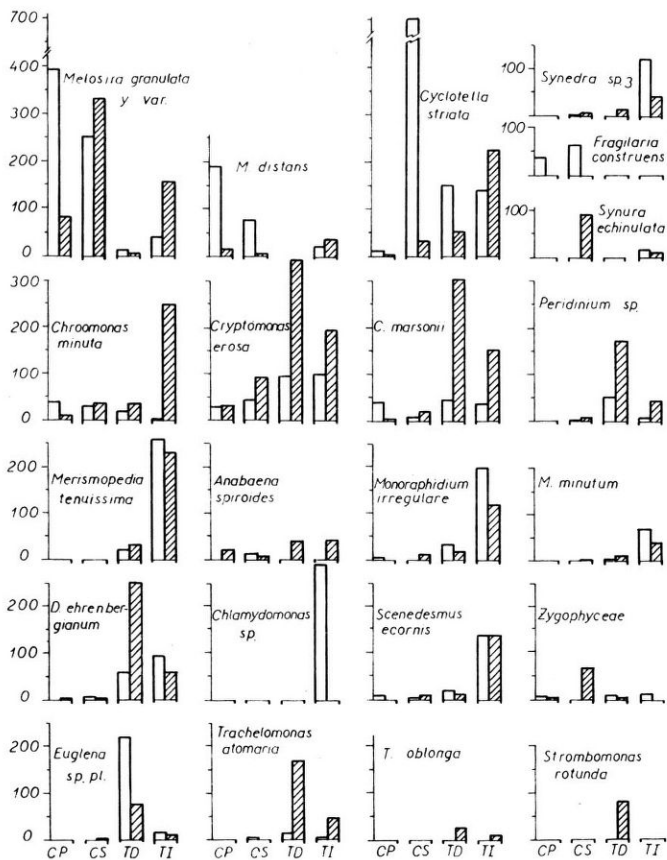 700
400
300
200
100
0
Melosira granulata
y var.
M. distans
Cyclotella
striata
100
Synedra sp.3
100
Fragilaria
construens
100
Synura
echinulata
300
200
100
0
Chroomonas
minuta
Cryptomonas
erosa
C. marsonii
Peridinium sp.
200
100
0
Merismopedia
tenuissima
Anabaena
spiroides
Monoraphidium
irregulare
M. minutum
200
100
0
D ehrenber-
gianum
Chlamydomonas
sp.
Scenedesmus
ecornis
Zygophyceae
200
100
0
Euglena
sp. pl.
Trachelomonas
atomaria
T. oblonga
Strombomonas
rotunda
CP CS TD TI CP CS TD TI CP CS TD TI CP CS TD TI